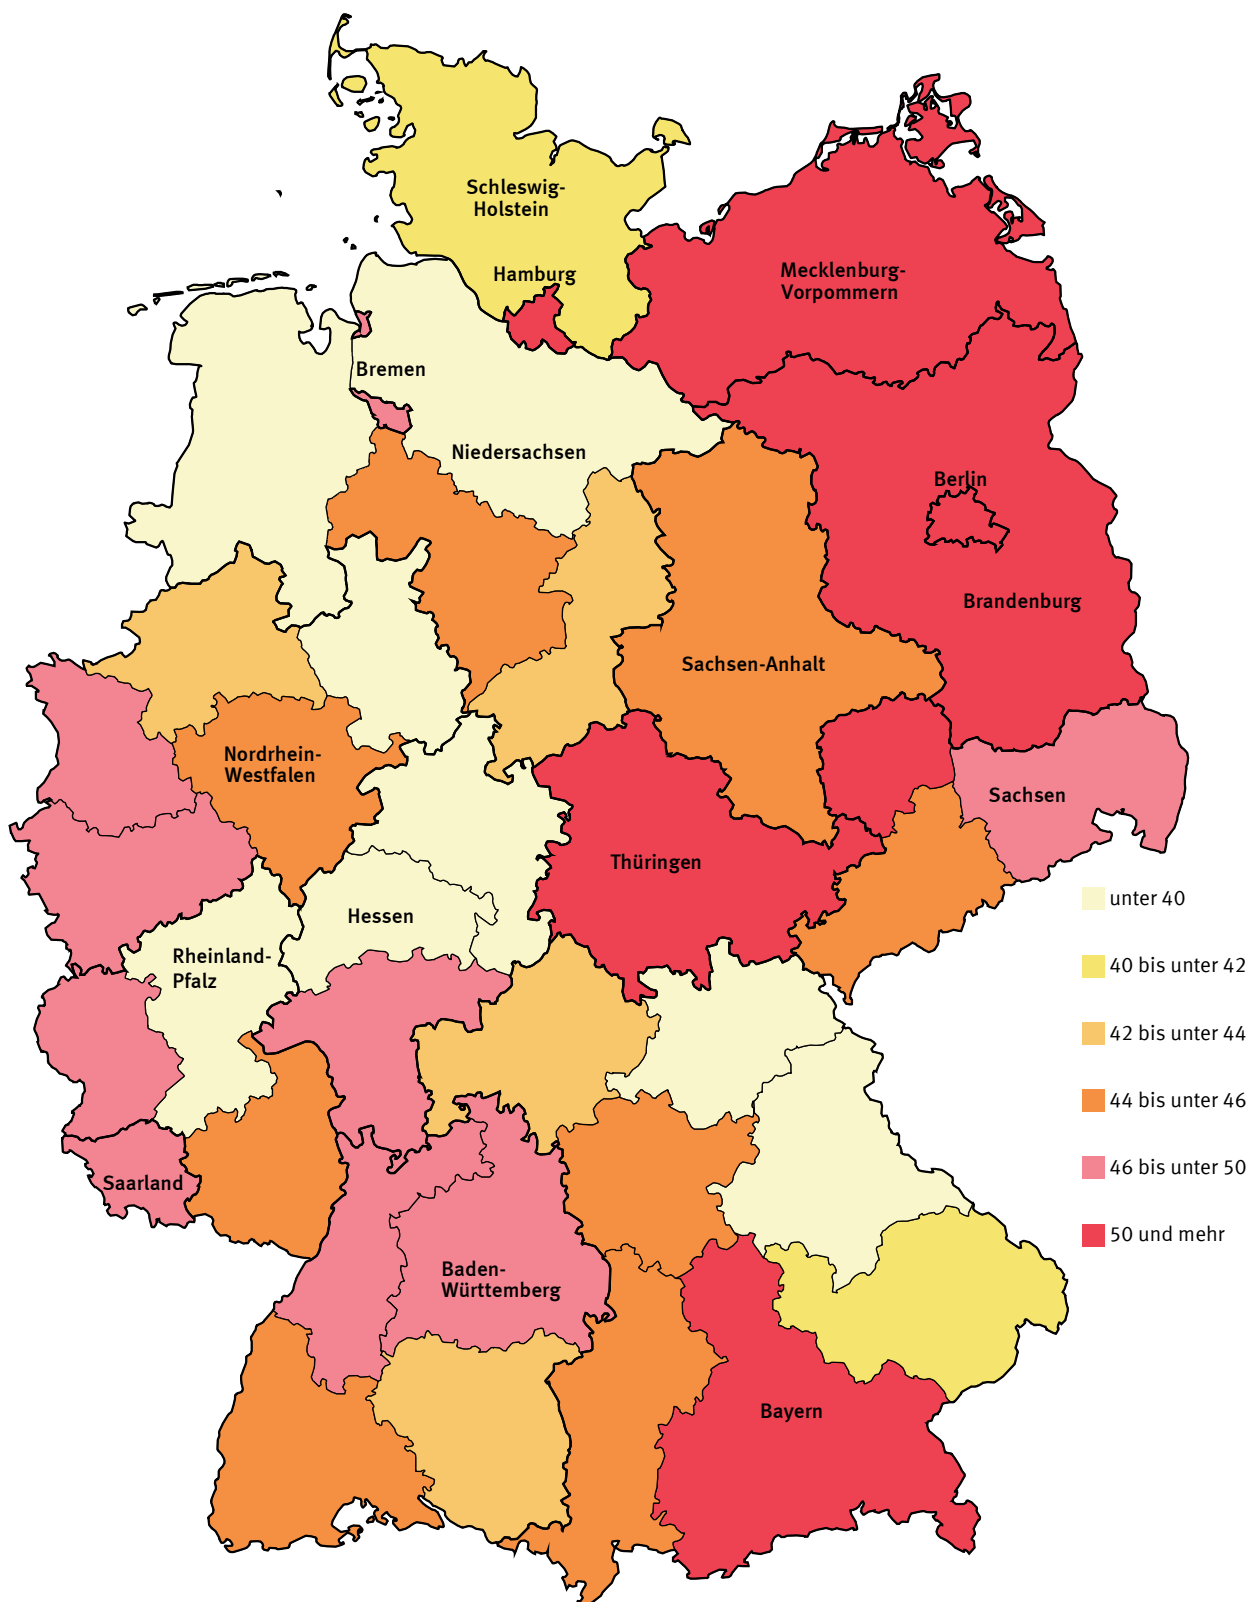 Schleswig-
Holstein
Hamburg
Mecklenburg-
Vorpommern
Bremen
Niedersachsen
Berlin
Brandenburg
Sachsen-Anhalt
Nordrhein-
Westfalen
Sachsen
Thüringen
Hessen
Rheinland-
Pfalz
Saarland
Baden-
Württemberg
Bayern
unter 40
40 bis unter 42
42 bis unter 44
44 bis unter 46
46 bis unter 50
50 und mehr